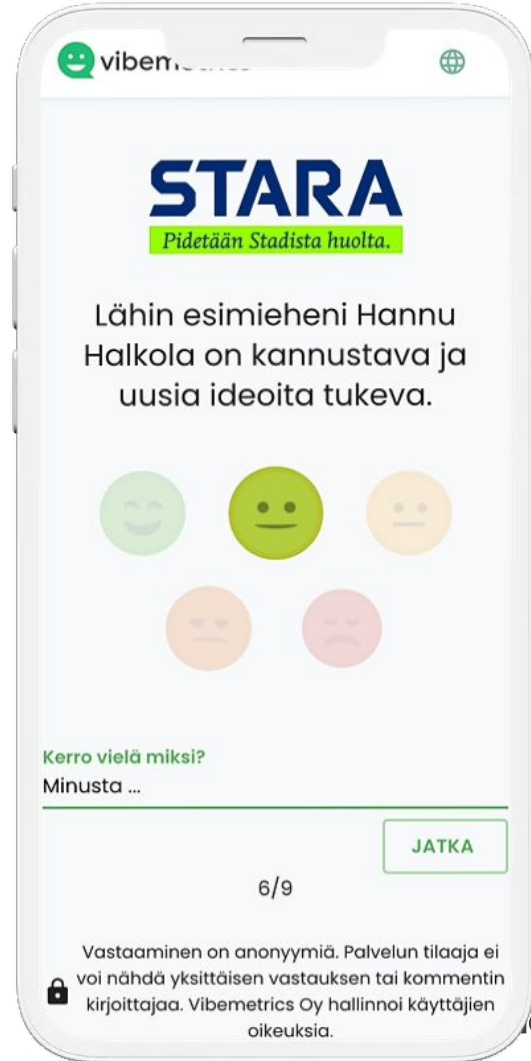 STARA
Pidetään Stadista huolta.
Lähin esimieheni Hannu
Halkola on kannustava ja
uusia ideoita tukeva.
Kerro vielä miksi?
Minusta ...
JATKA
6/9
Vastaaminen on anonyymiä. Palvelun tilaaja ei
voi nähdä yksittäisen vastauksen tai kommentin
kirjoittajaa. Vibemetrics Oy hallinnoi käyttäjien
oikeuksia.